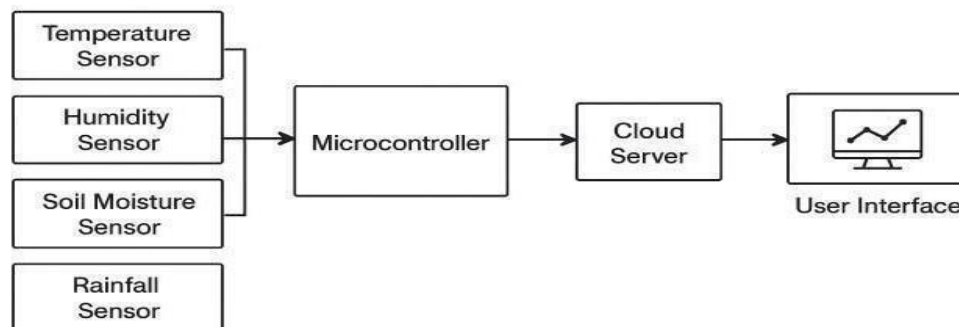 Temperature
Sensor
Humidity
Sensor
Soil Moisture
Sensor
Rainfall
Sensor
Microcontroller
Cloud
Server
User Interface